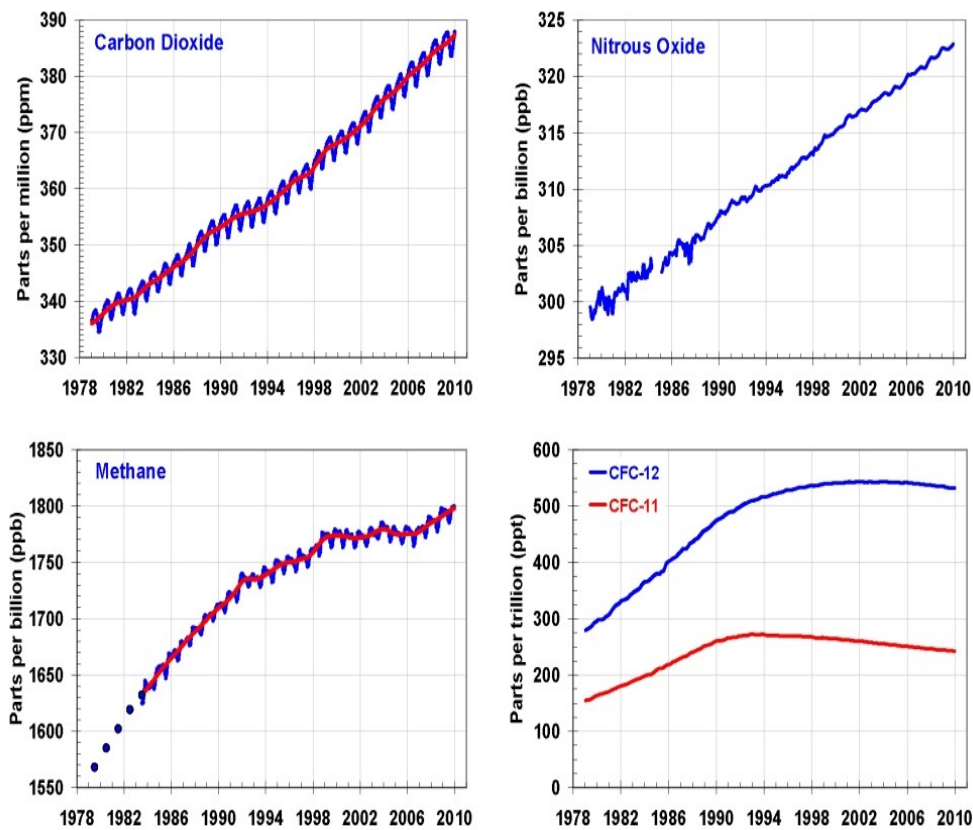 Carbon Dioxide
Parts per million (ppm)
390
380
370
360
350
340
330
1978 1982 1986 1990 1994 1998 2002 2006 2010
Nitrous Oxide
Parts per billion (ppb)
325
320
315
310
305
300
295
1978 1982 1986 1990 1994 1998 2002 2006 2010
Methane
Parts per billion (ppb)
1850
1800
1750
1700
1650
1600
1550
1978 1982 1986 1990 1994 1998 2002 2006 2010
CFC-12
CFC-11
Parts per trillion (ppt)
600
500
400
300
200
100
0
1978 1982 1986 1990 1994 1998 2002 2006 2010